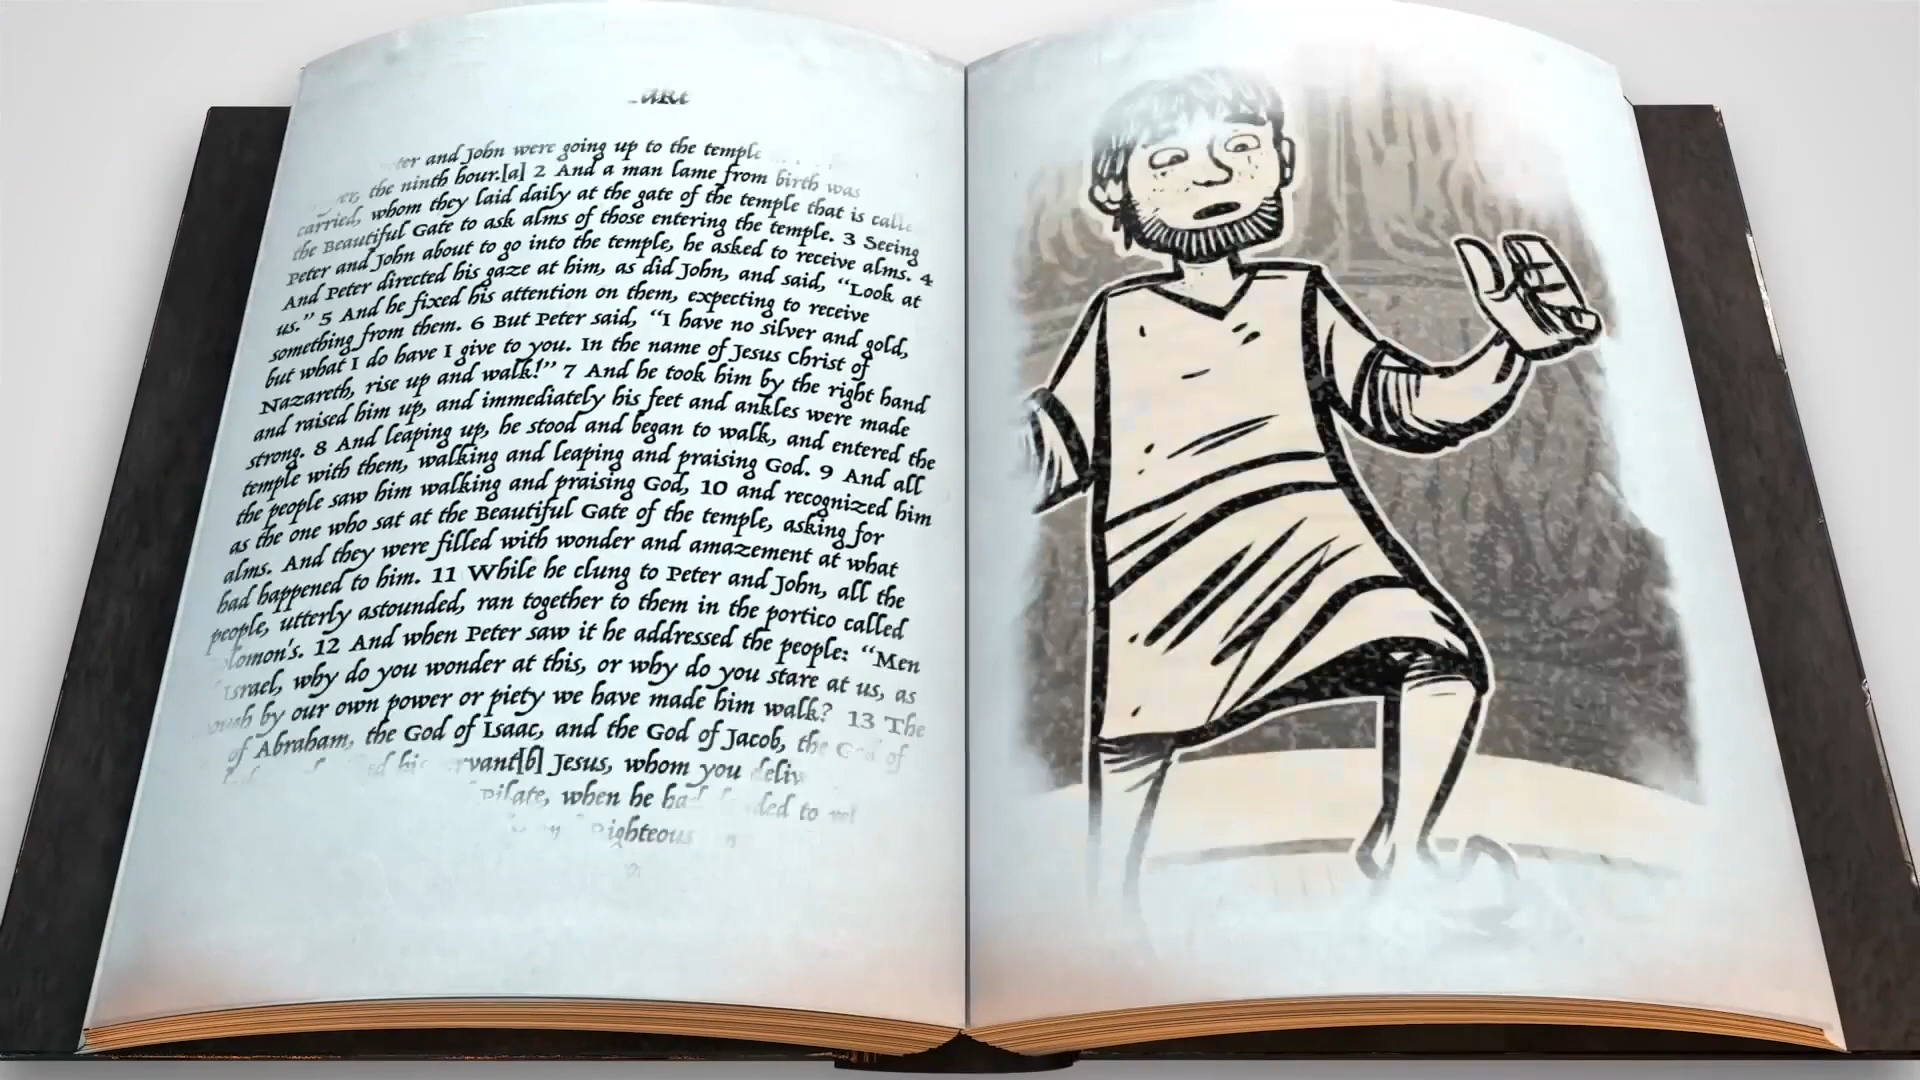 and John were going up to the temple
the ninth hour.[a] 2 And a man lame from birth was
carried, whom they laid daily at the gate of the temple that is
the Beautiful Gate to ask alms of those entering the temple. 3 Seeing
Peter and John about to go into the temple, he asked to receive alms. 4
And Peter directed his gaze at him, as did John, and said, “Look at
us.” 5 And he fixed his attention on them, expecting to receive
something from them. 6 But Peter said, “I have no silver and gold,
but what I do have I give to you. In the name of Jesus Christ of
Nazareth, rise up and walk!” 7 And he took him by the right hand
and raised him up, and immediately his feet and ankles were made
strong. 8 And leaping up, he stood and began to walk, and entered the
temple with them, walking and leaping and praising God. 9 And all
the people saw him walking and praising God, 10 and recognized him
as the one who sat at the Beautiful Gate of the temple, asking for
alms. And they were filled with wonder and amazement at what
had happened to him. 11 While he clung to Peter and John, all the
people, utterly astounded, ran together to them in the portico called
12 And when Peter saw it he addressed the people: “Men
Israel, why do you wonder at this, or why do you stare at us, as
by our own power or piety we have made him walk? 13 The
of Abraham, the God of Isaac, and the God of Jacob, the God of
Jesus, whom you
Pilate, when he had to
Righteous